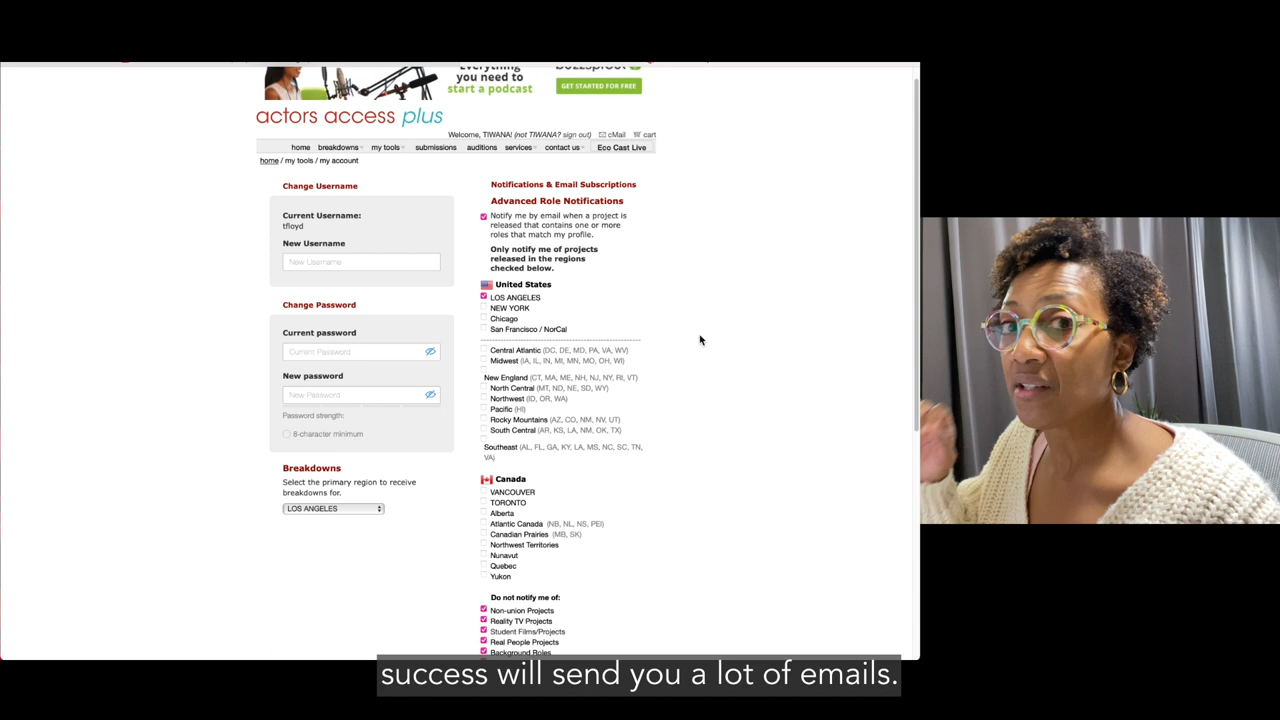 Everything
you need to
start a podcast
GET STARTED FOR FREE
actors access plus
Welcome, TIWANA! (not TIWANA? sign out) cMail cart
home breakdowns my tools submissions auditions services contact us Eco Cast Live
home / my tools / my account
Change Username
Current Username:
tfloyd
New Username
New Username
Change Password
Current password
Current Password
New password
New Password
Password strength:
8-character minimum
Breakdowns
Select the primary region to receive
breakdowns for.
LOS ANGELES
Notifications & Email Subscriptions
Advanced Role Notifications
Notify me by email when a project is
released that contains one or more
roles that match my profile.
Only notify me of projects
released in the regions
checked below.
United States
LOS ANGELES
NEW YORK
Chicago
San Francisco / NorCal
Central Atlantic (DC, DE, MD, PA, VA, WV)
Midwest (IA, IL, IN, MI, MN, MO, OH, WI)
New England (CT, MA, ME, NH, NJ, NY, RI, VT)
North Central (MT, ND, NE, SD, WY)
Northwest (ID, OR, WA)
Pacific (HI)
Rocky Mountains (AZ, CO, NM, NV, UT)
South Central (AR, KS, LA, NM, OK, TX)
Southeast (AL, FL, GA, KY, LA, MS, NC, SC, TN,
VA)
Canada
VANCOUVER
TORONTO
Alberta
Atlantic Canada (NB, NL, NS, PEI)
Canadian Prairies (MB, SK)
Northwest Territories
Nunavut
Quebec
Yukon
Do not notify me of:
Non-union Projects
Reality TV Projects
Student Films/Projects
Real People Projects
Background Roles
success will send you a lot of emails.